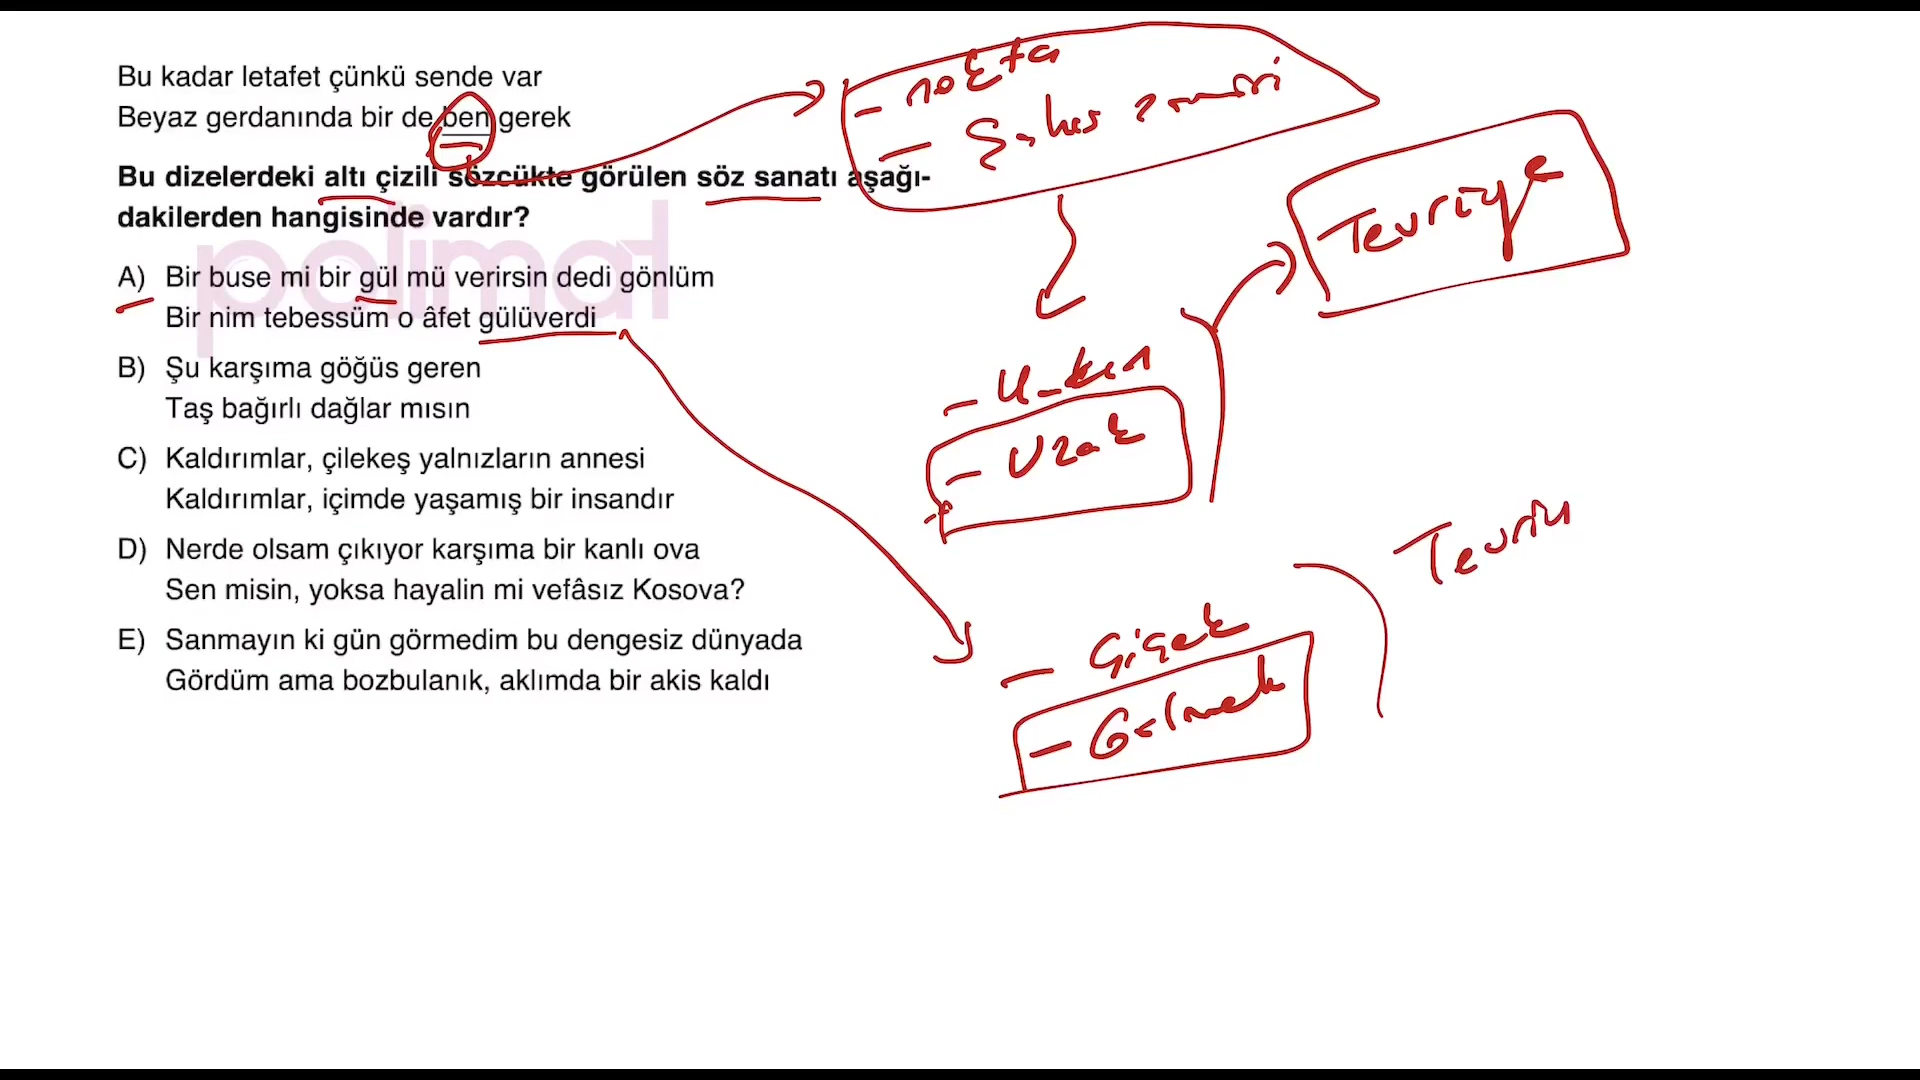 Bu kadar letafet çünkü sende var
Beyaz gerdanında bir de ben gerek
Bu dizelerdeki altı çizili sözcükte görülen söz sanatı aşağı-
dakilerden hangisinde vardır?
A) Bir buse mi bir gül mü verirsin dedi gönlüm
Bir nim tebessüm o âfet gülüverdi
B) Şu karşıma göğüs geren
Taş bağırlı dağlar mısın
C) Kaldırımlar, çilekeş yalnızların annesi
Kaldırımlar, içimde yaşamış bir insandır
D) Nerde olsam çıkıyor karşıma bir kanlı ova
Sen misin, yoksa hayalin mi vefâsız Kosova?
E) Sanmayın ki gün görmedim bu dengesiz dünyada
Gördüm ama bozbulanık, aklımda bir akis kaldı
polimat
- nokta
- Şahıs zamiri
Tevriye
- Yakın
- Uzak
Tevriy
- Çiçek
- Gülmek